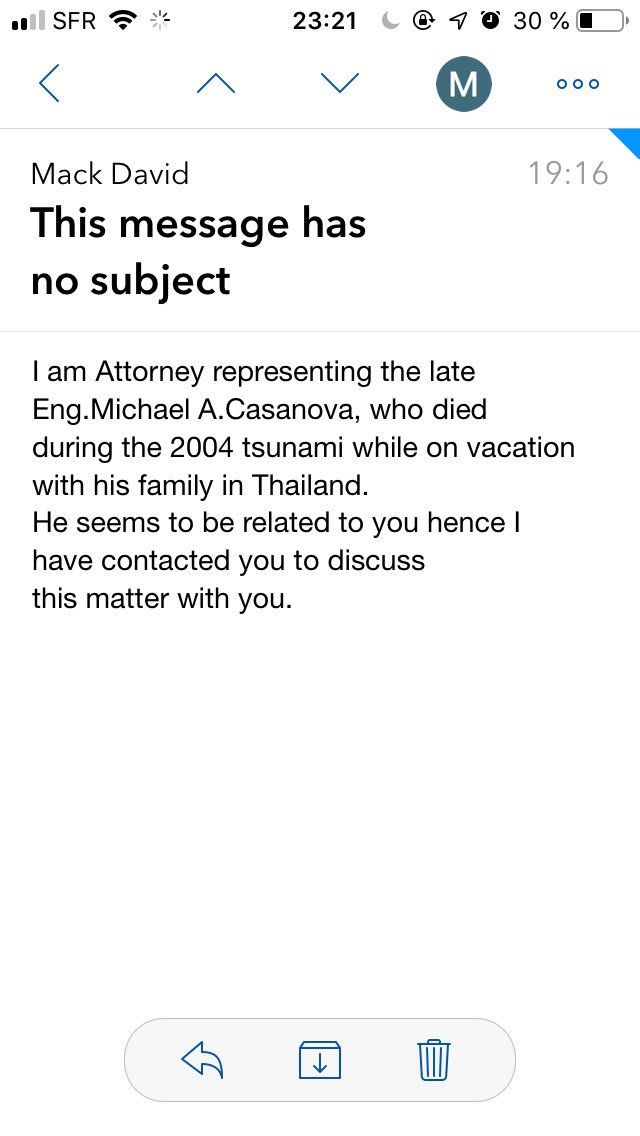 SFR 23:21 30 %
M
Mack David 19:16
This message has
no subject
I am Attorney representing the late
Eng.Michael A.Casanova, who died
during the 2004 tsunami while on vacation
with his family in Thailand.
He seems to be related to you hence I
have contacted you to discuss
this matter with you.